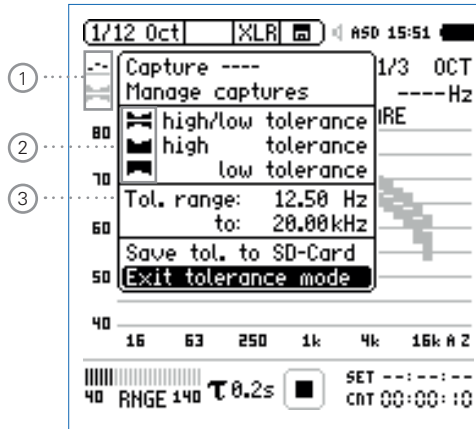 1/12 Oct XLR ASD 15:51
1 -.- Capture ---- 1/3 OCT
Manage captures ----Hz
IRE
80
high/low tolerance
2 high tolerance
low tolerance
70
3 Tol. range: 12.50 Hz
60 to: 20.00kHz
Save tol. to SD-Card
50 Exit tolerance mode
40
16 63 250 1k 4k 16k A Z
40 RNGE 140 τ0.2s SET --:--:--
CNT 00:00:10